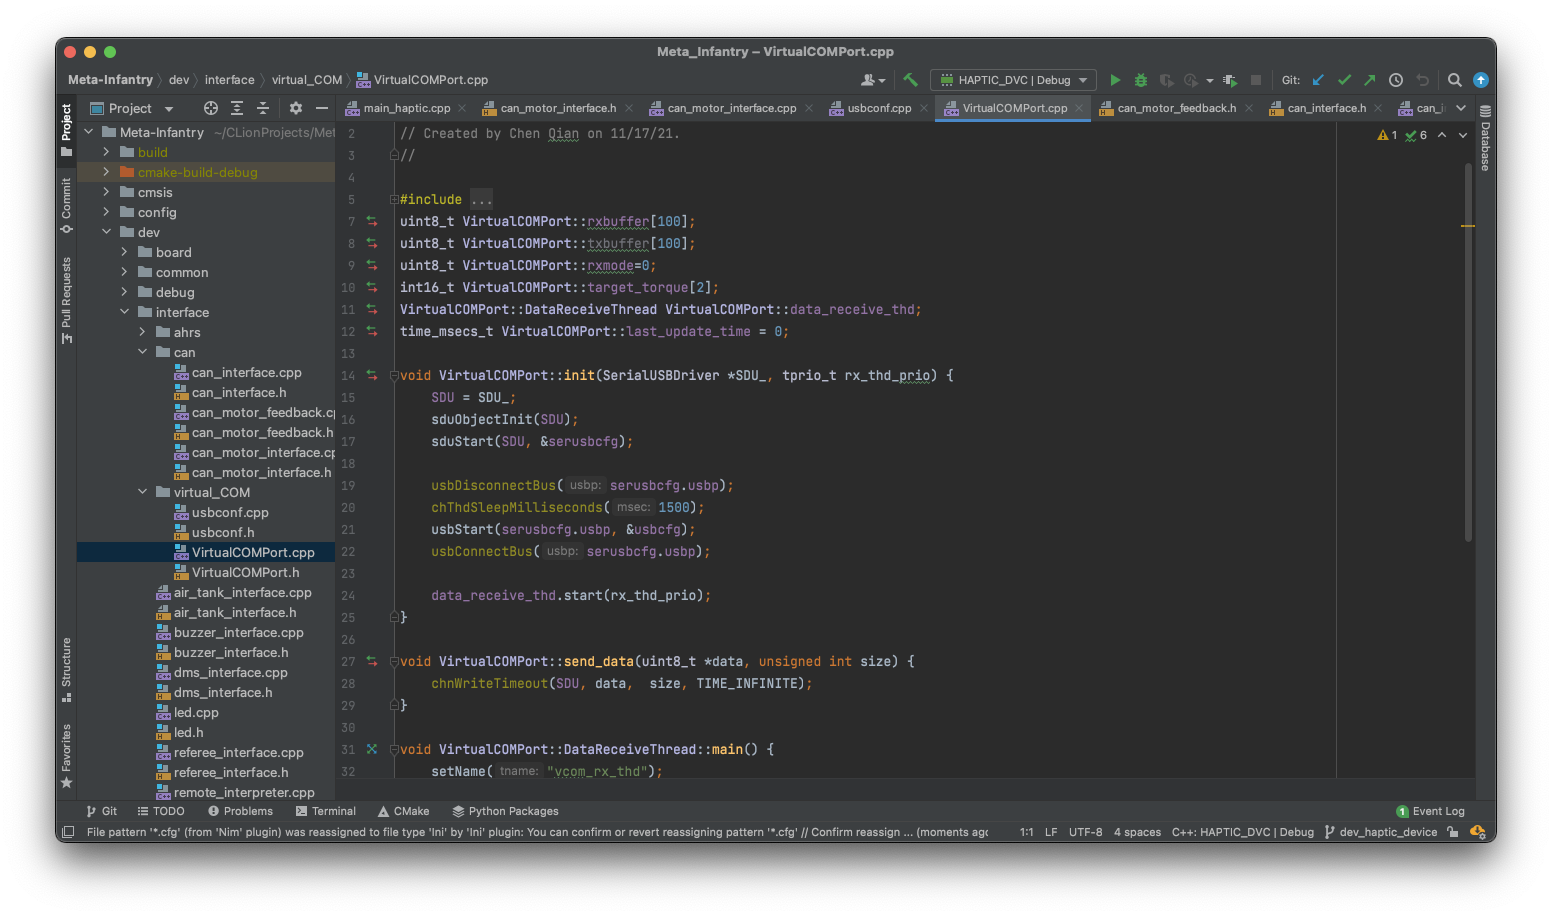 Meta_Infantry – VirtualCOMPort.cpp
Meta-Infantry dev interface virtual_COM VirtualCOMPort.cpp HAPTIC_DVC | Debug Git:
Project main_haptic.cpp can_motor_interface.h can_motor_interface.cpp usbconf.cpp VirtualCOMPort.cpp can_motor_feedback.h can_interface.h can_i
Project
Commit
Pull Requests
Structure
Favorites
Meta-Infantry ~/CLionProjects/Met
build
cmake-build-debug
cmsis
config
dev
board
common
debug
interface
ahrs
can
can_interface.cpp
can_interface.h
can_motor_feedback.cp
can_motor_feedback.h
can_motor_interface.cp
can_motor_interface.h
virtual_COM
usbconf.cpp
usbconf.h
VirtualCOMPort.cpp
VirtualCOMPort.h
air_tank_interface.cpp
air_tank_interface.h
buzzer_interface.cpp
buzzer_interface.h
dms_interface.cpp
dms_interface.h
led.cpp
led.h
referee_interface.cpp
referee_interface.h
remote_interpreter.cpp
2 // Created by Chen Qian on 11/17/21.
3 //
4
5 #include ...
7 uint8_t VirtualCOMPort::rxbuffer[100];
8 uint8_t VirtualCOMPort::txbuffer[100];
9 uint8_t VirtualCOMPort::rxmode=0;
10 int16_t VirtualCOMPort::target_torque[2];
11 VirtualCOMPort::DataReceiveThread VirtualCOMPort::data_receive_thd;
12 time_msecs_t VirtualCOMPort::last_update_time = 0;
13
14 void VirtualCOMPort::init(SerialUSBDriver *SDU_, tprio_t rx_thd_prio) {
15 SDU = SDU_;
16 sduObjectInit(SDU);
17 sduStart(SDU, &serusbcfg);
18
19 usbDisconnectBus( usbp: serusbcfg.usbp);
20 chThdSleepMilliseconds( msec: 1500);
21 usbStart(serusbcfg.usbp, &usbcfg);
22 usbConnectBus( usbp: serusbcfg.usbp);
23
24 data_receive_thd.start(rx_thd_prio);
25 }
26
27 void VirtualCOMPort::send_data(uint8_t *data, unsigned int size) {
28 chnWriteTimeout(SDU, data,  size, TIME_INFINITE);
29 }
30
31 void VirtualCOMPort::DataReceiveThread::main() {
32 setName( tname: "vcom_rx_thd");
1 6
Database
Git TODO Problems Terminal CMake Python Packages 1 Event Log
File pattern '*.cfg' (from 'Nim' plugin) was reassigned to file type 'Ini' by 'Ini' plugin: You can confirm or revert reassigning pattern '*.cfg' // Confirm reassign ... (moments ago 1:1 LF UTF-8 4 spaces C++: HAPTIC_DVC | Debug dev_haptic_device